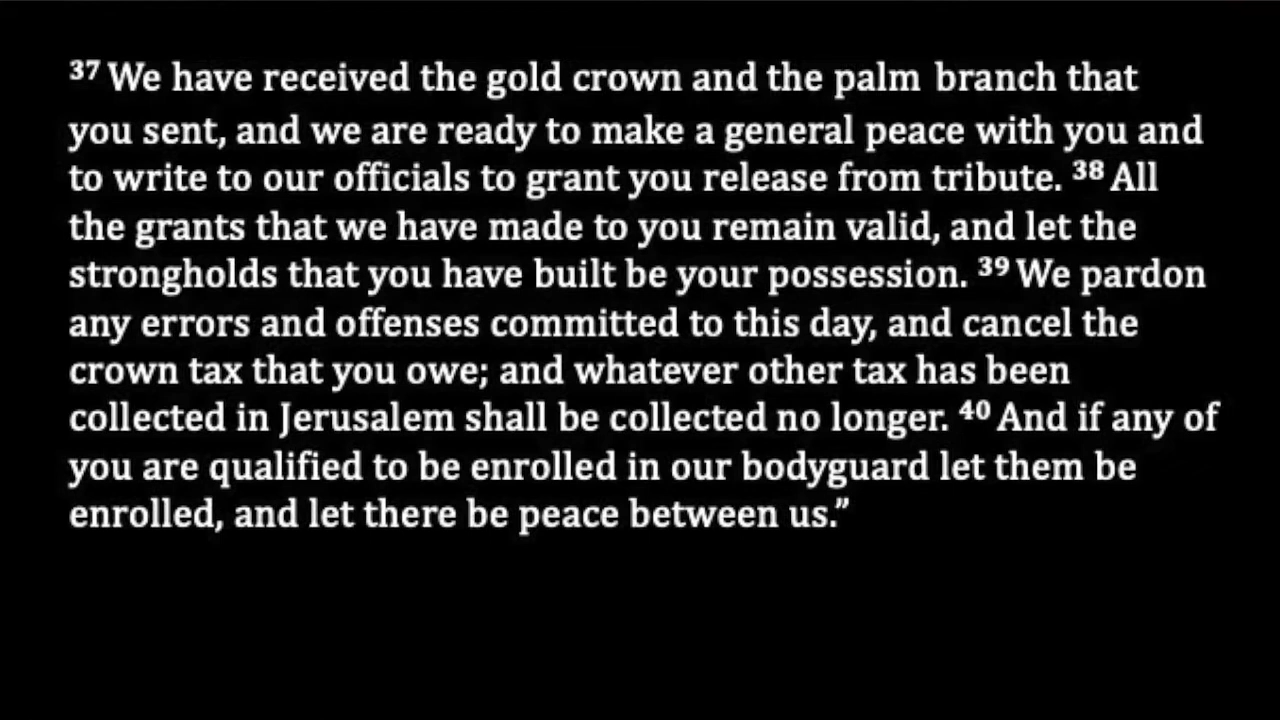 ³⁷ We have received the gold crown and the palm branch that
you sent, and we are ready to make a general peace with you and
to write to our officials to grant you release from tribute. ³⁸ All
the grants that we have made to you remain valid, and let the
strongholds that you have built be your possession. ³⁹ We pardon
any errors and offenses committed to this day, and cancel the
crown tax that you owe; and whatever other tax has been
collected in Jerusalem shall be collected no longer. ⁴⁰ And if any of
you are qualified to be enrolled in our bodyguard let them be
enrolled, and let there be peace between us.”